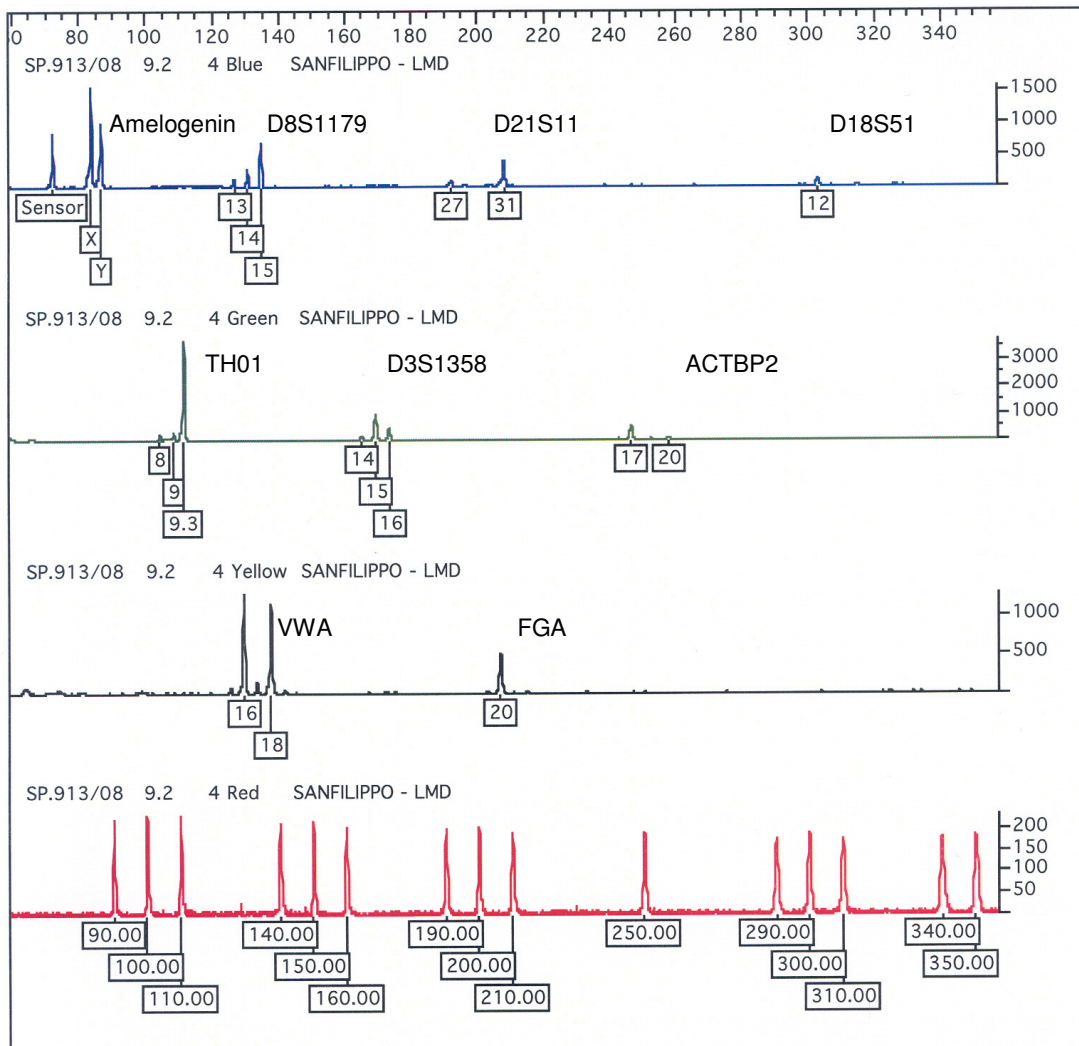 0 80 100 120 140 160 180 200 220 240 260 280 300 320 340
SP.913/08 9.2 4 Blue SANFILIPPO - LMD
1500
1000
500
Amelogenin D8S1179 D21S11 D18S51
Sensor 13 27 31 12
X 14
Y 15
SP.913/08 9.2 4 Green SANFILIPPO - LMD
3000
2000
1000
TH01 D3S1358 ACTBP2
8 14 17 20
9 15
9.3 16
SP.913/08 9.2 4 Yellow SANFILIPPO - LMD
1000
500
VWA FGA
16 20
18
SP.913/08 9.2 4 Red SANFILIPPO - LMD
200
150
100
50
90.00 140.00 190.00 250.00 290.00 340.00
100.00 150.00 200.00 300.00 350.00
110.00 160.00 210.00 310.00